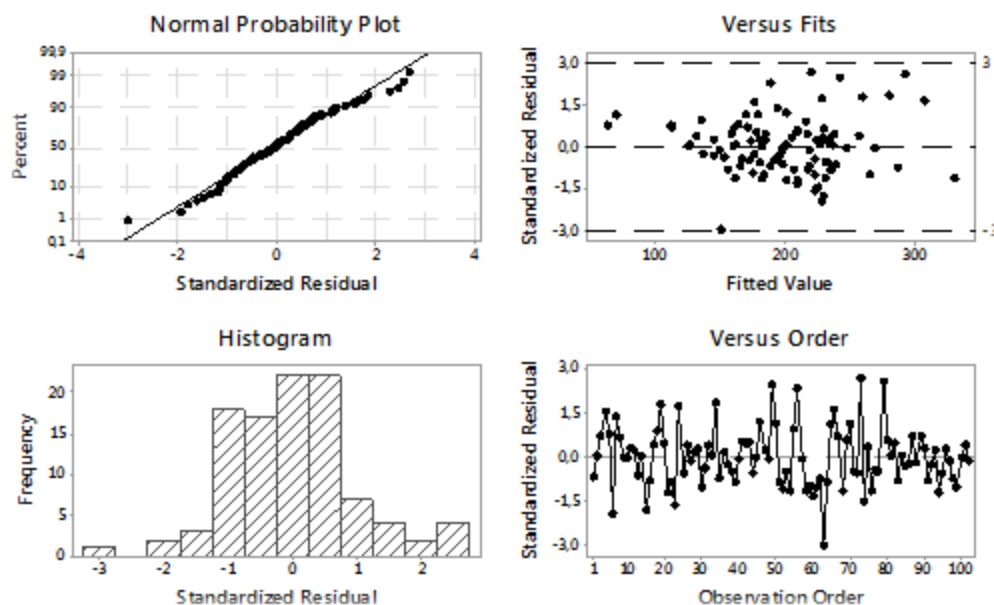 Normal Probability Plot
99,9
99
90
50
10
1
0,1
Percent
-4 -2 0 2 4
Standardized Residual
Versus Fits
3,0
1,5
0,0
-1,5
-3,0
3
-3
Standardized Residual
100 200 300
Fitted Value
Histogram
20
15
10
5
0
Frequency
-3 -2 -1 0 1 2
Standardized Residual
Versus Order
3,0
1,5
0,0
-1,5
-3,0
Standardized Residual
1 10 20 30 40 50 60 70 80 90 100
Observation Order